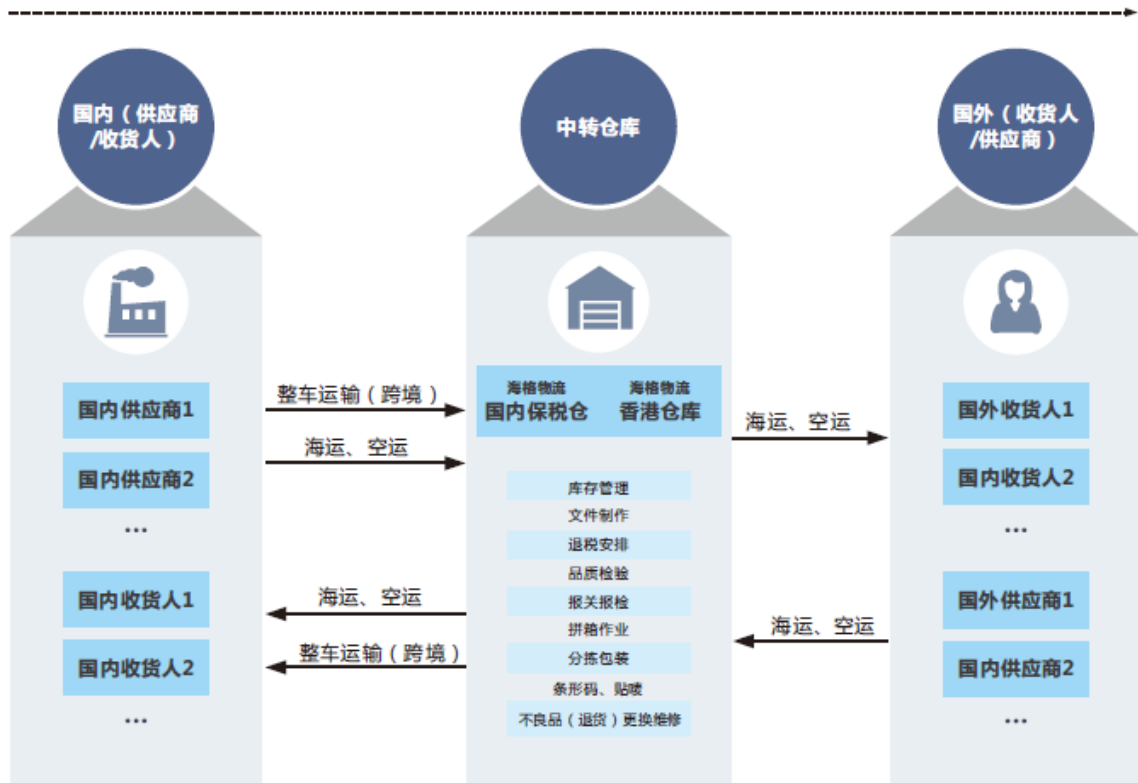 国内（供应商
/收货人）
中转仓库
国外（收货人
/供应商）
国内供应商1
国内供应商2
...
国内收货人1
国内收货人2
...
整车运输（跨境）
海运、空运
海运、空运
整车运输（跨境）
海格物流
国内保税仓
海格物流
香港仓库
库存管理
文件制作
退税安排
品质检验
报关报检
拼箱作业
分拣包装
条形码、贴唛
不良品（退货）更换维修
海运、空运
海运、空运
国外收货人1
国内收货人2
...
国外供应商1
国内供应商2
...